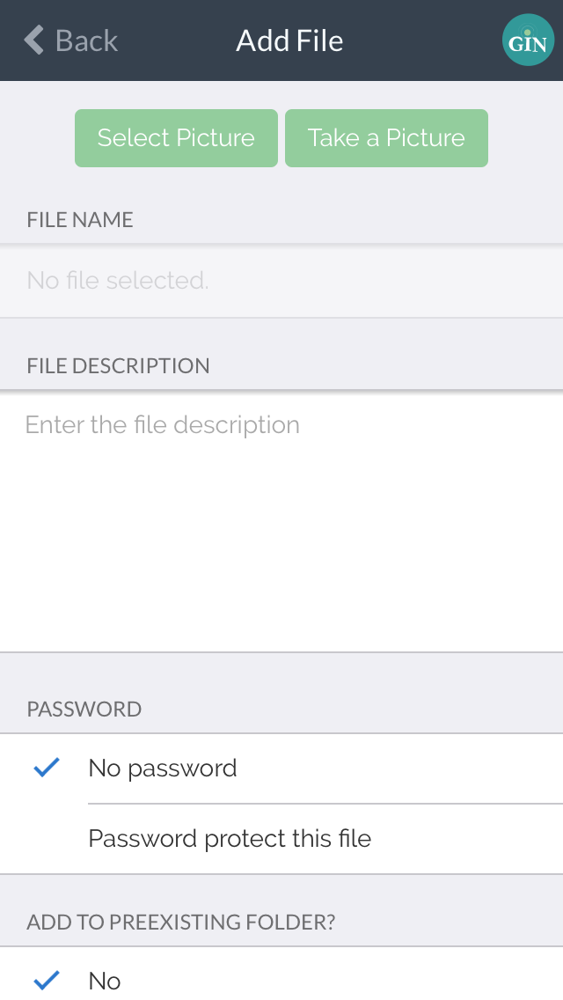 Back
Add File
GIN
Select Picture
Take a Picture
FILE NAME
No file selected.
FILE DESCRIPTION
Enter the file description
PASSWORD
No password
Password protect this file
ADD TO PREEXISTING FOLDER?
No